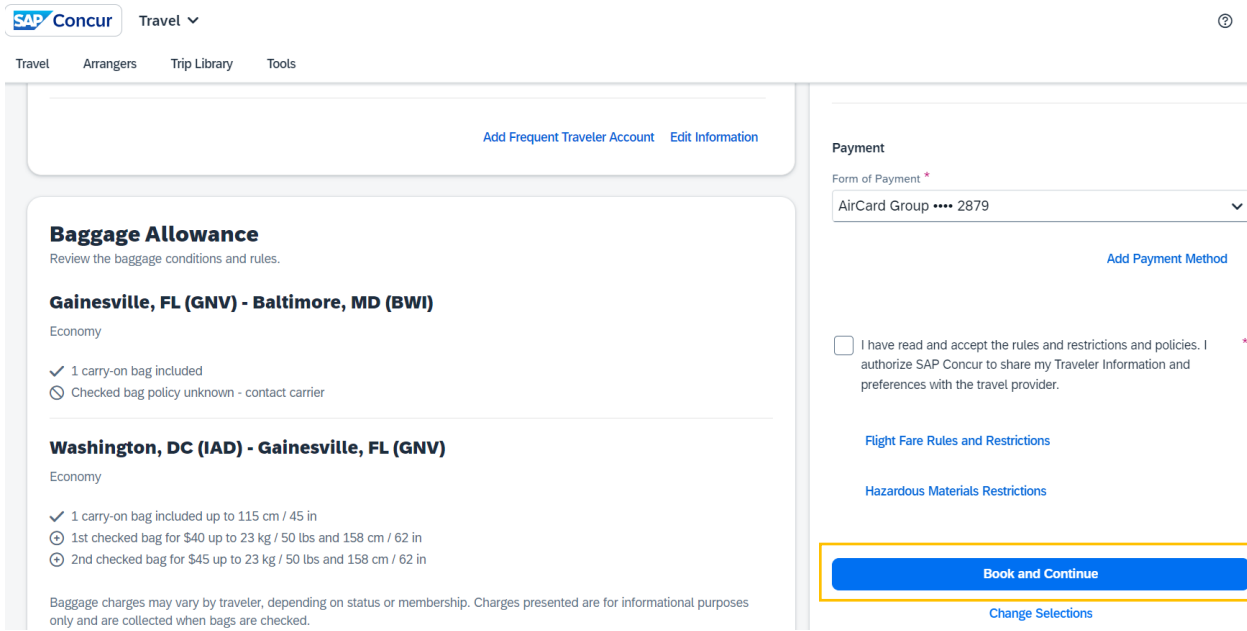 SAP Concur
Travel
Travel
Arrangers
Trip Library
Tools
Add Frequent Traveler Account
Edit Information
Baggage Allowance
Review the baggage conditions and rules.
Gainesville, FL (GNV) - Baltimore, MD (BWI)
Economy
1 carry-on bag included
Checked bag policy unknown - contact carrier
Washington, DC (IAD) - Gainesville, FL (GNV)
Economy
1 carry-on bag included up to 115 cm / 45 in
1st checked bag for $40 up to 23 kg / 50 lbs and 158 cm / 62 in
2nd checked bag for $45 up to 23 kg / 50 lbs and 158 cm / 62 in
Baggage charges may vary by traveler, depending on status or membership. Charges presented are for informational purposes
only and are collected when bags are checked.
Payment
Form of Payment *
AirCard Group •••• 2879
Add Payment Method
I have read and accept the rules and restrictions and policies. I *
authorize SAP Concur to share my Traveler Information and
preferences with the travel provider.
Flight Fare Rules and Restrictions
Hazardous Materials Restrictions
Book and Continue
Change Selections